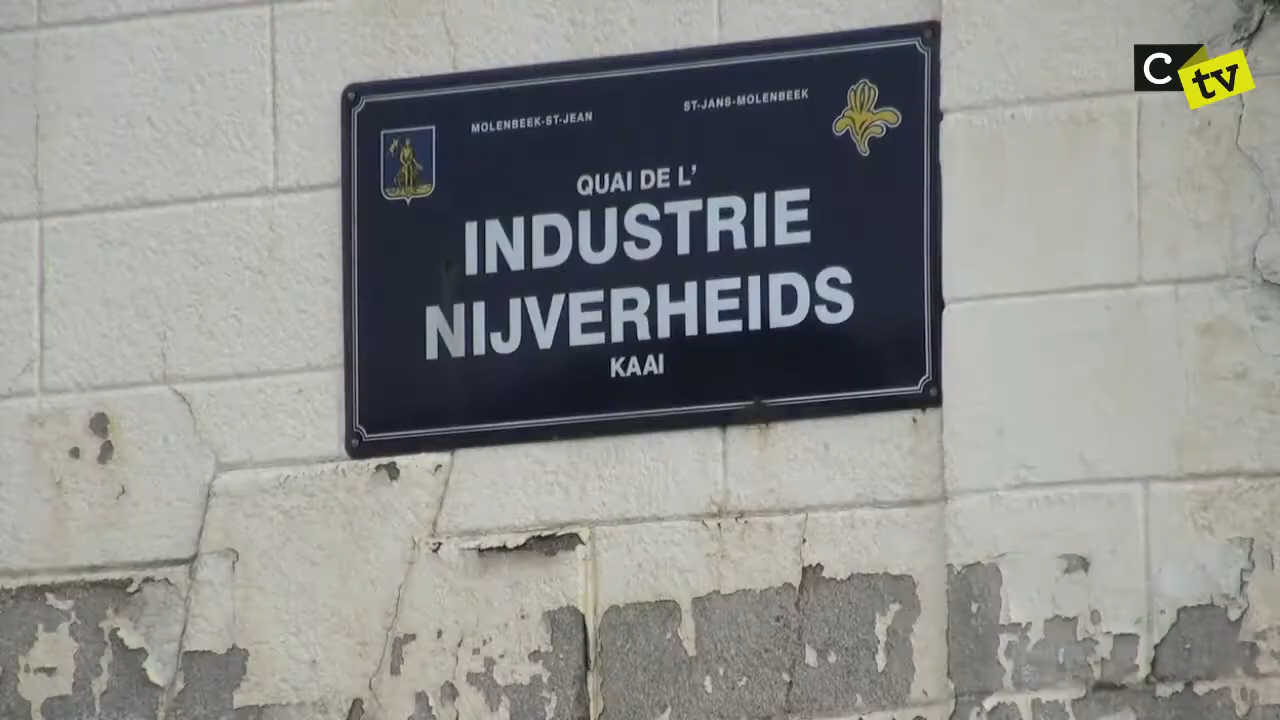 C tv
MOLENBEEK-ST-JEAN
ST-JANS-MOLENBEEK
QUAI DE L'
INDUSTRIE
NIJVERHEIDS
KAAI